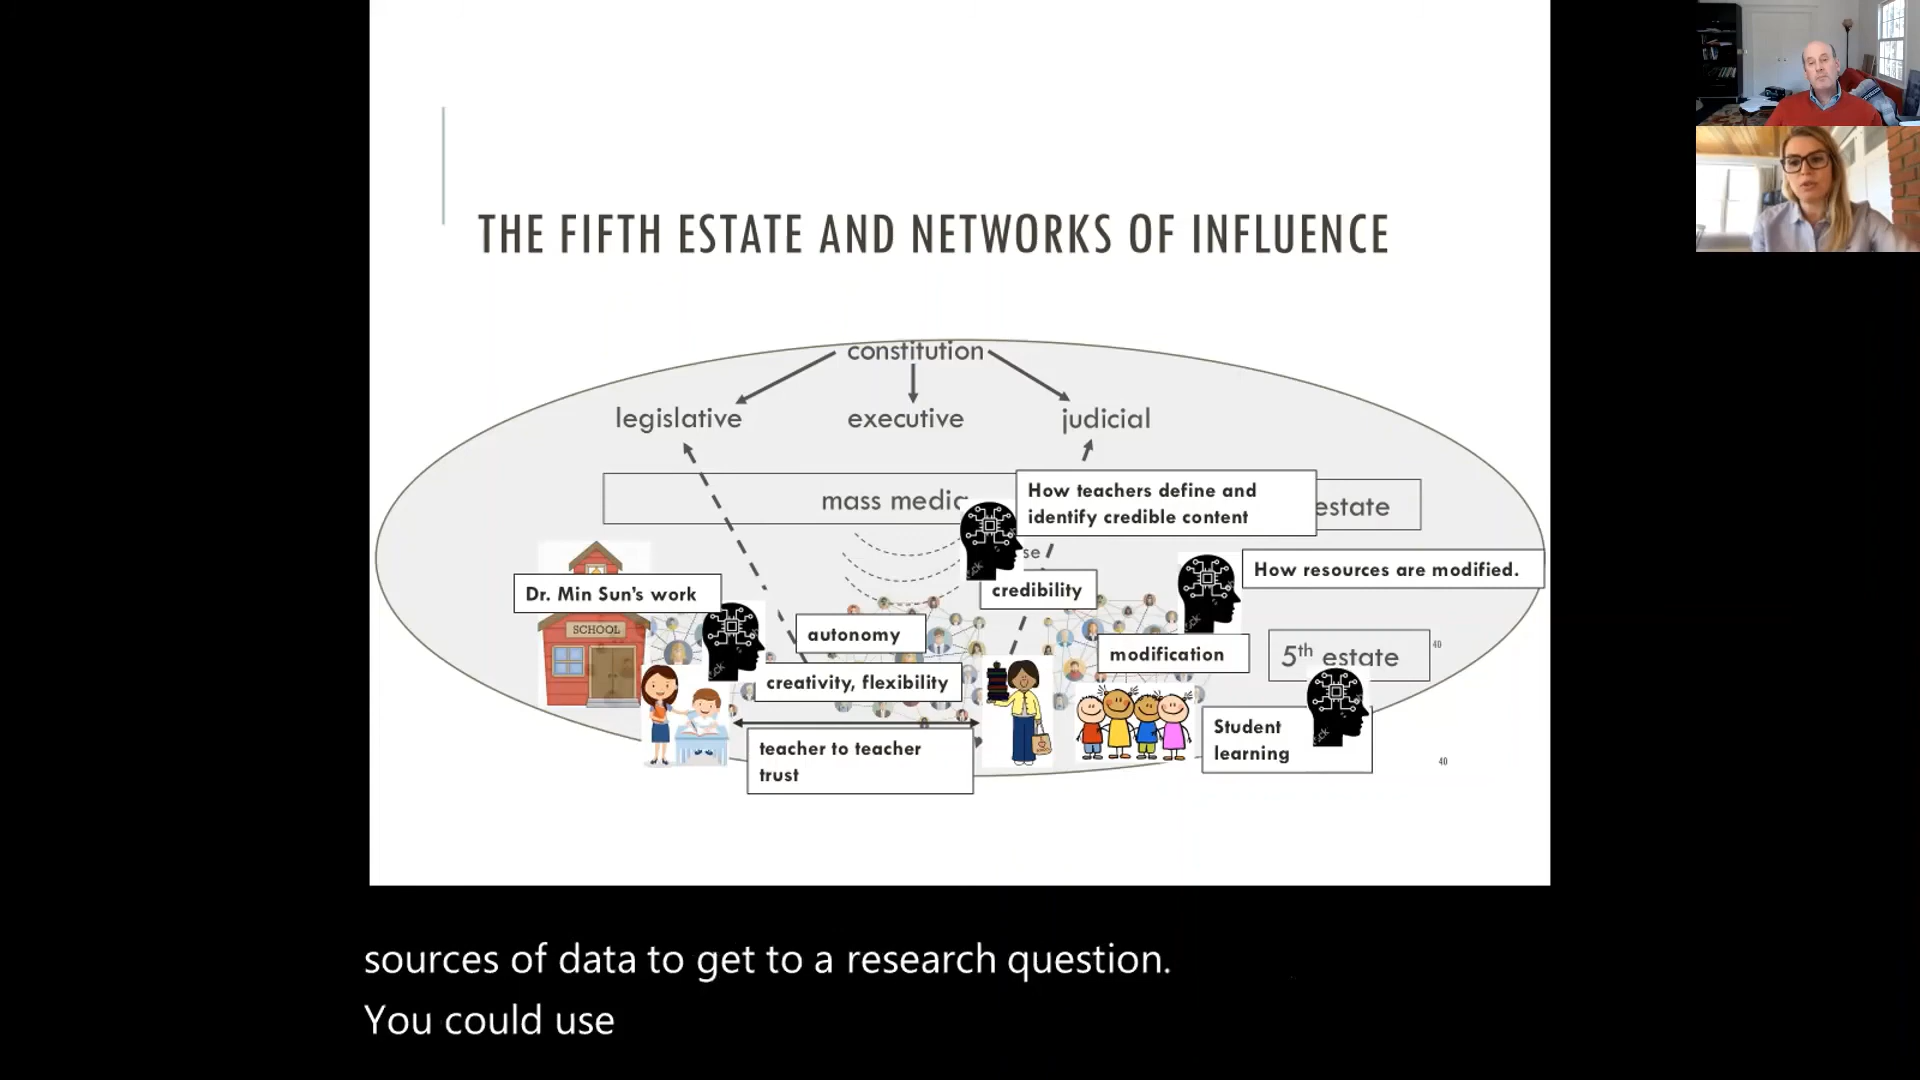 THE FIFTH ESTATE AND NETWORKS OF INFLUENCE
constitution
legislative
executive
judicial
mass media
How teachers define and
identify credible content
estate
se
How resources are modified.
Dr. Min Sun's work
credibility
SCHOOL
autonomy
modification
5th estate
40
creativity, flexibility
Student
learning
teacher to teacher
trust
40
sources of data to get to a research question.
You could use